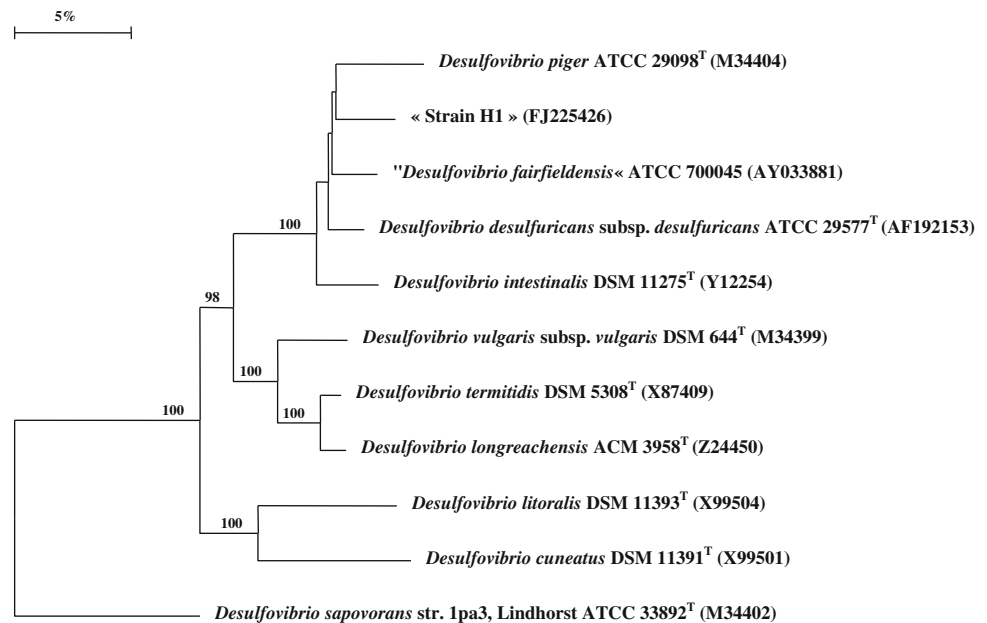 5%
Desulfovibrio piger ATCC 29098T (M34404)
« Strain H1 » (FJ225426)
"Desulfovibrio fairfieldensis« ATCC 700045 (AY033881)
100
Desulfovibrio desulfuricans subsp. desulfuricans ATCC 29577T (AF192153)
Desulfovibrio intestinalis DSM 11275T (Y12254)
98
Desulfovibrio vulgaris subsp. vulgaris DSM 644T (M34399)
100
Desulfovibrio termitidis DSM 5308T (X87409)
100
100
Desulfovibrio longreachensis ACM 3958T (Z24450)
Desulfovibrio litoralis DSM 11393T (X99504)
100
Desulfovibrio cuneatus DSM 11391T (X99501)
Desulfovibrio sapovorans str. 1pa3, Lindhorst ATCC 33892T (M34402)